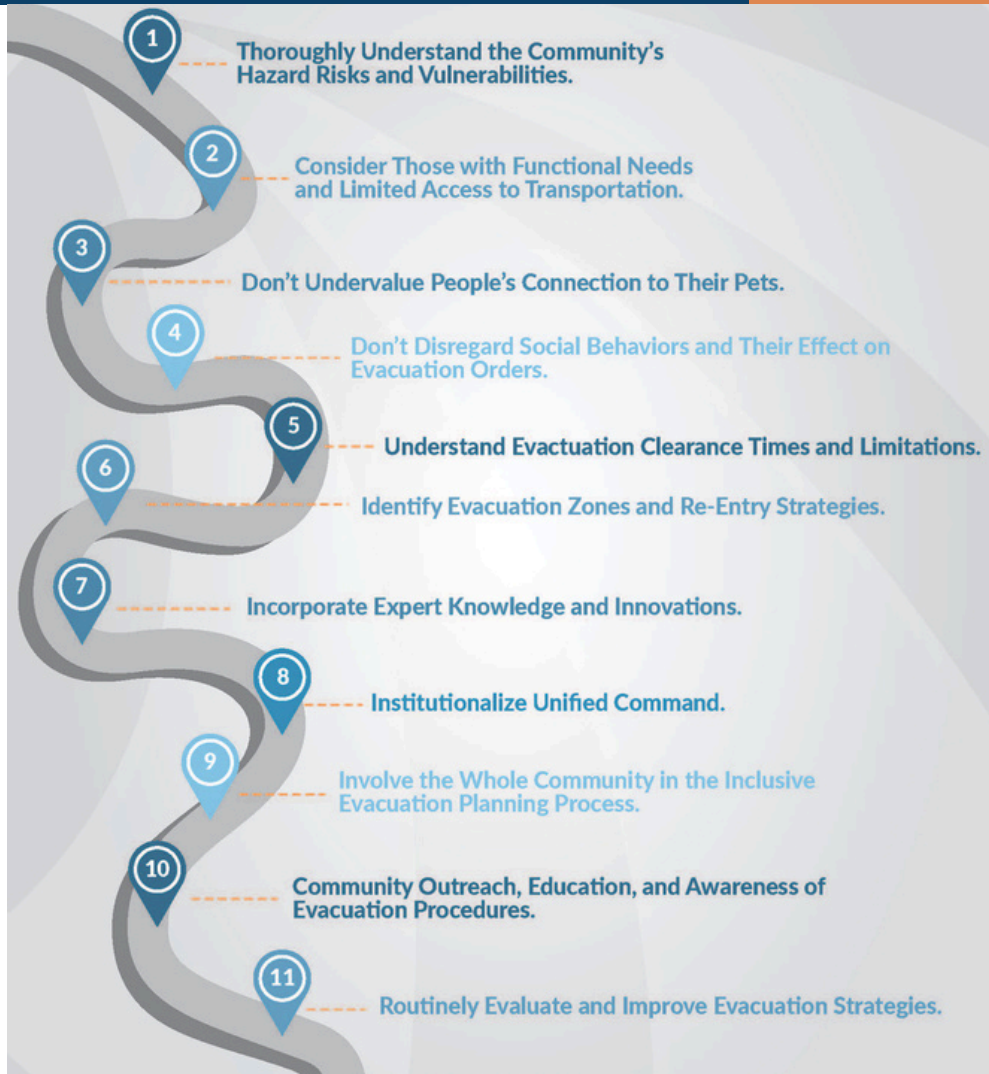 1
Thoroughly Understand the Community's
Hazard Risks and Vulnerabilities.
2
Consider Those with Functional Needs
and Limited Access to Transportation.
3
Don't Undervalue People's Connection to Their Pets.
4
Don't Disregard Social Behaviors and Their Effect on
Evacuation Orders.
5
Understand Evactuation Clearance Times and Limitations.
6
Identify Evacuation Zones and Re-Entry Strategies.
7
Incorporate Expert Knowledge and Innovations.
8
Institutionalize Unified Command.
9
Involve the Whole Community in the Inclusive
Evacuation Planning Process.
10
Community Outreach, Education, and Awareness of
Evacuation Procedures.
11
Routinely Evaluate and Improve Evacuation Strategies.